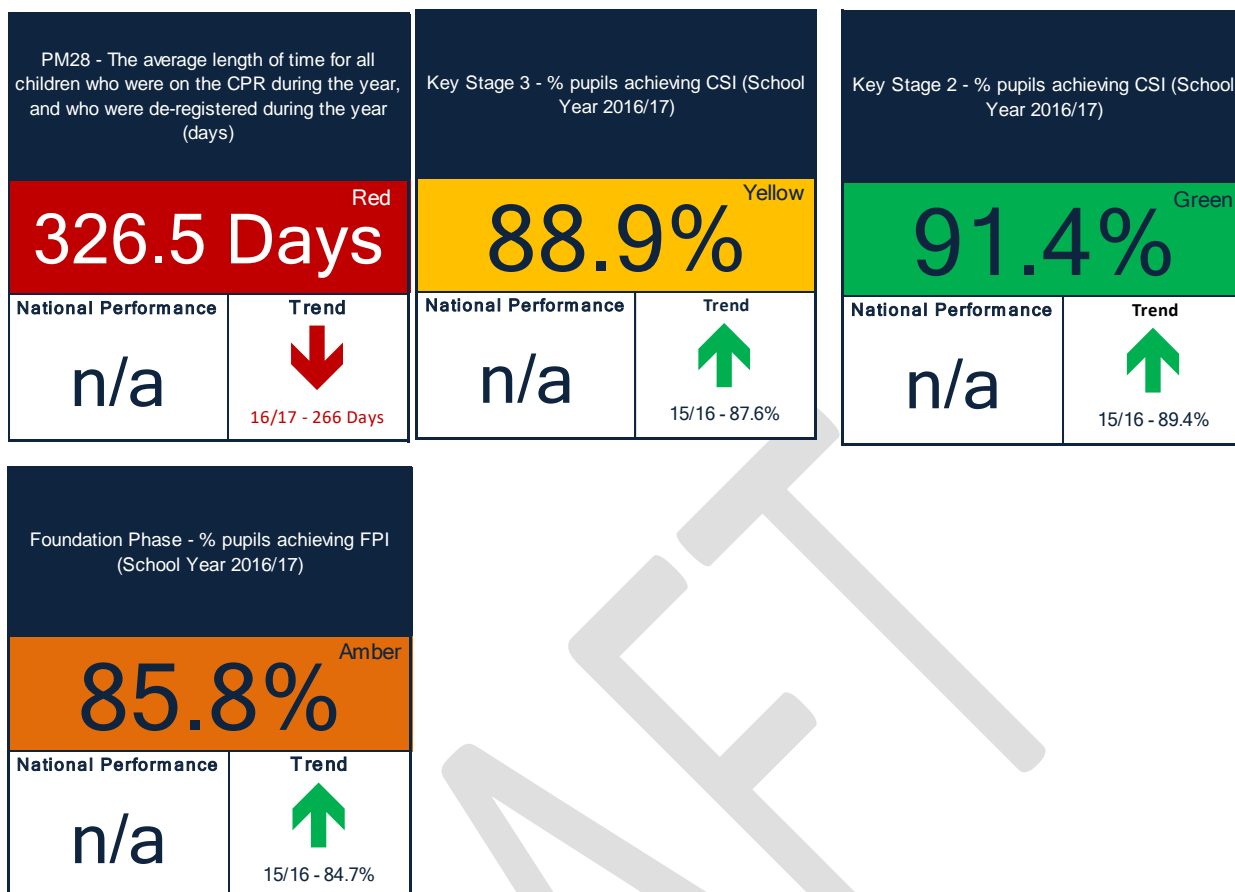 PM28 - The average length of time for all
children who were on the CPR during the year,
and who were de-registered during the year
(days)
Red
326.5 Days
National Performance
n/a
Trend
16/17 - 266 Days
Key Stage 3 - % pupils achieving CSI (School
Year 2016/17)
Yellow
88.9%
National Performance
n/a
Trend
15/16 - 87.6%
Key Stage 2 - % pupils achieving CSI (School
Year 2016/17)
Green
91.4%
National Performance
n/a
Trend
15/16 - 89.4%
Foundation Phase - % pupils achieving FPI
(School Year 2016/17)
Amber
85.8%
National Performance
n/a
Trend
15/16 - 84.7%
AFT